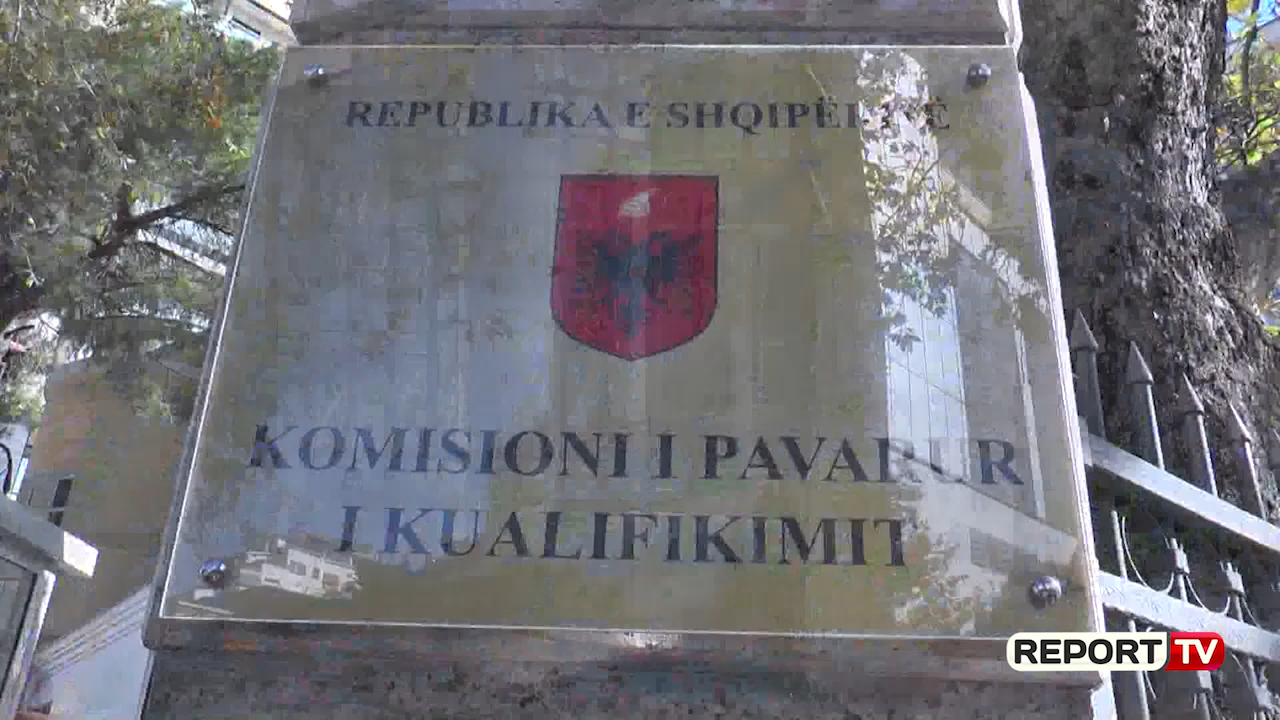 REPUBLIKA E SHQIPËRISË
KOMISIONI I PAVARUR
I KUALIFIKIMIT
REPORT TV